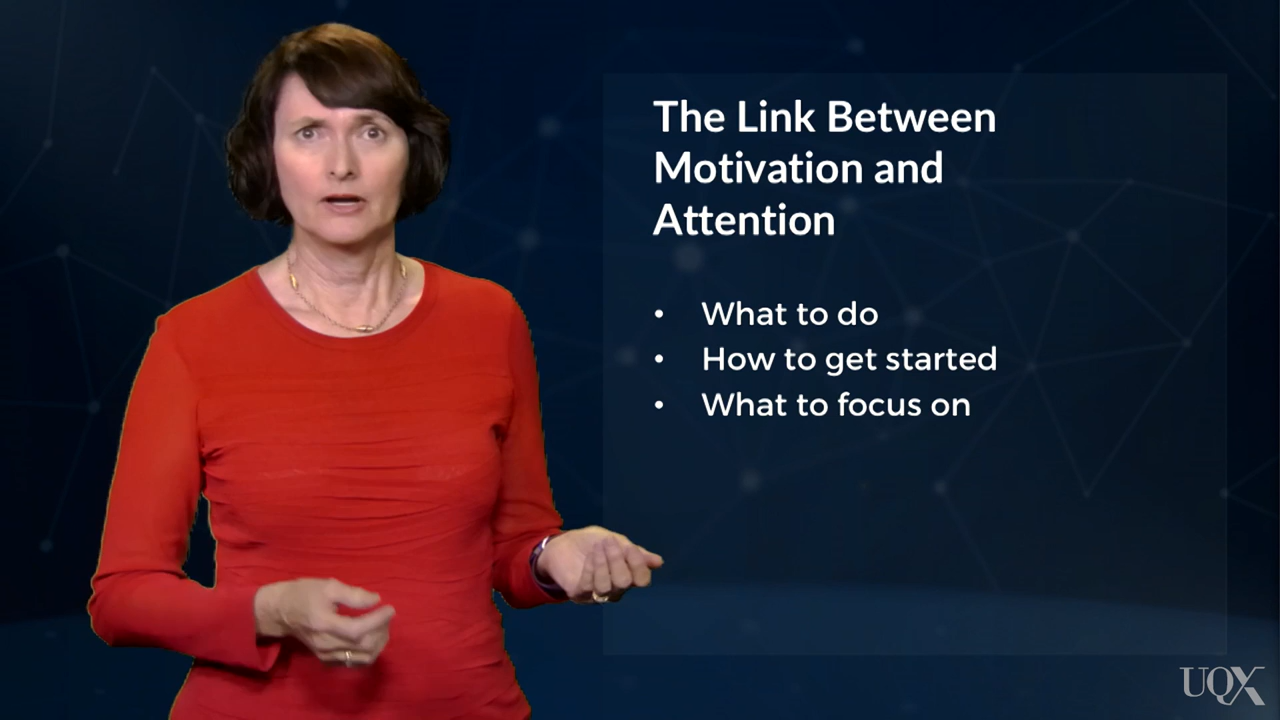 The Link Between
Motivation and
Attention
• What to do
• How to get started
• What to focus on
UQX